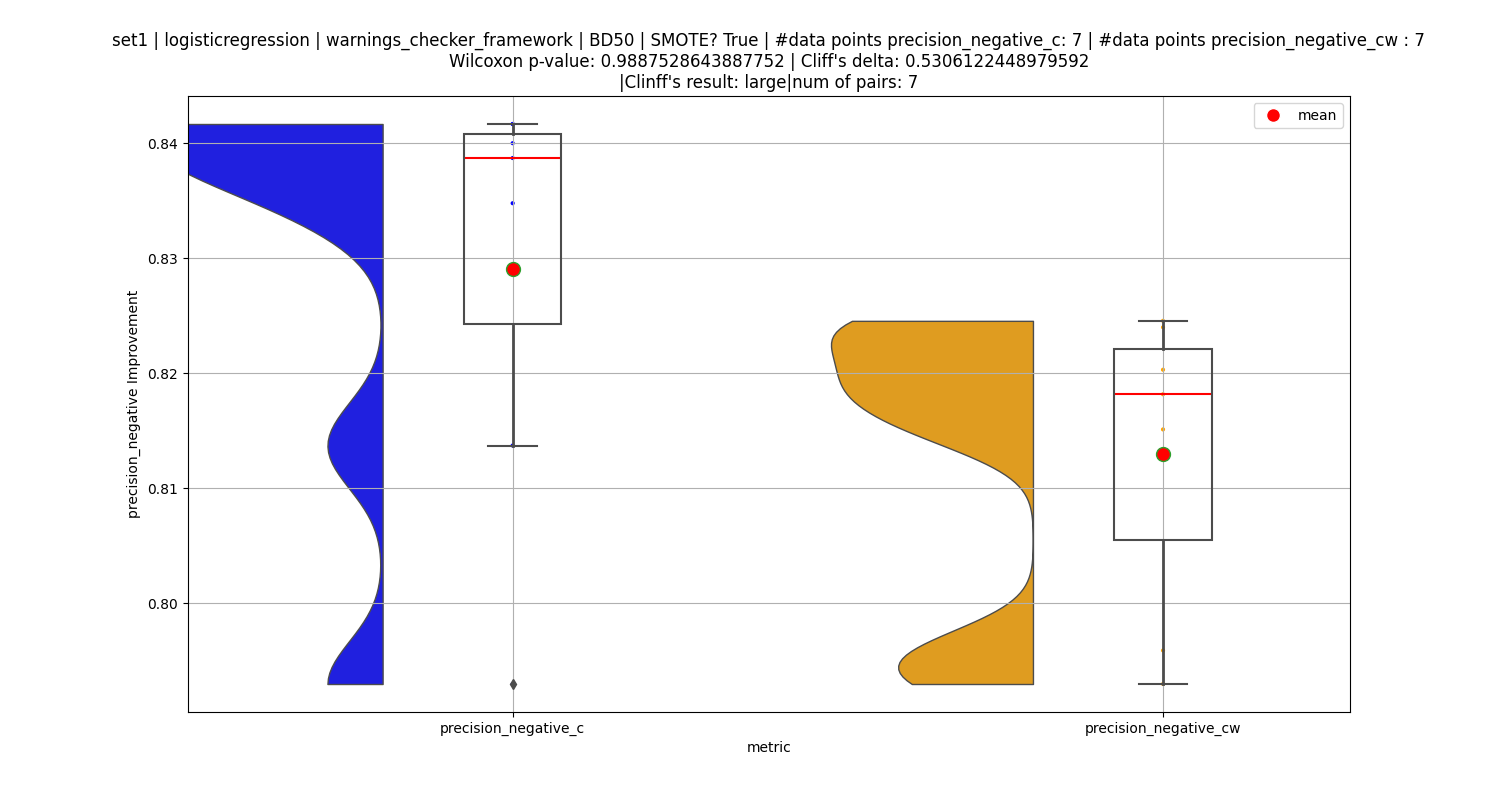 set1 | logisticregression | warnings_checker_framework | BD50 | SMOTE? True | #data points precision_negative_c: 7 | #data points precision_negative_cw : 7
Wilcoxon p-value: 0.9887528643887752 | Cliff's delta: 0.5306122448979592
|Clinff's result: large|num of pairs: 7
mean
0.84
0.83
0.82
0.81
0.80
precision_negative Improvement
precision_negative_c
precision_negative_cw
metric